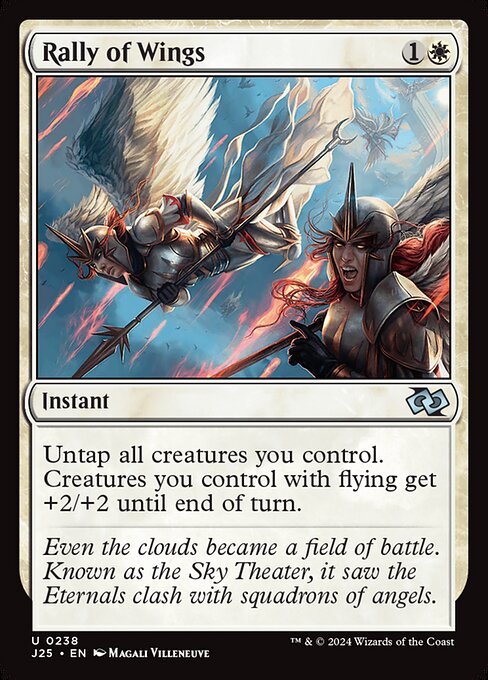 Rally of Wings 1
Instant
Untap all creatures you control.
Creatures you control with flying get
+2/+2 until end of turn.
Even the clouds became a field of battle.
Known as the Sky Theater, it saw the
Eternals clash with squadrons of angels.
U 0238
J25 • EN Magali Villeneuve
™ & © 2024 Wizards of the Coast